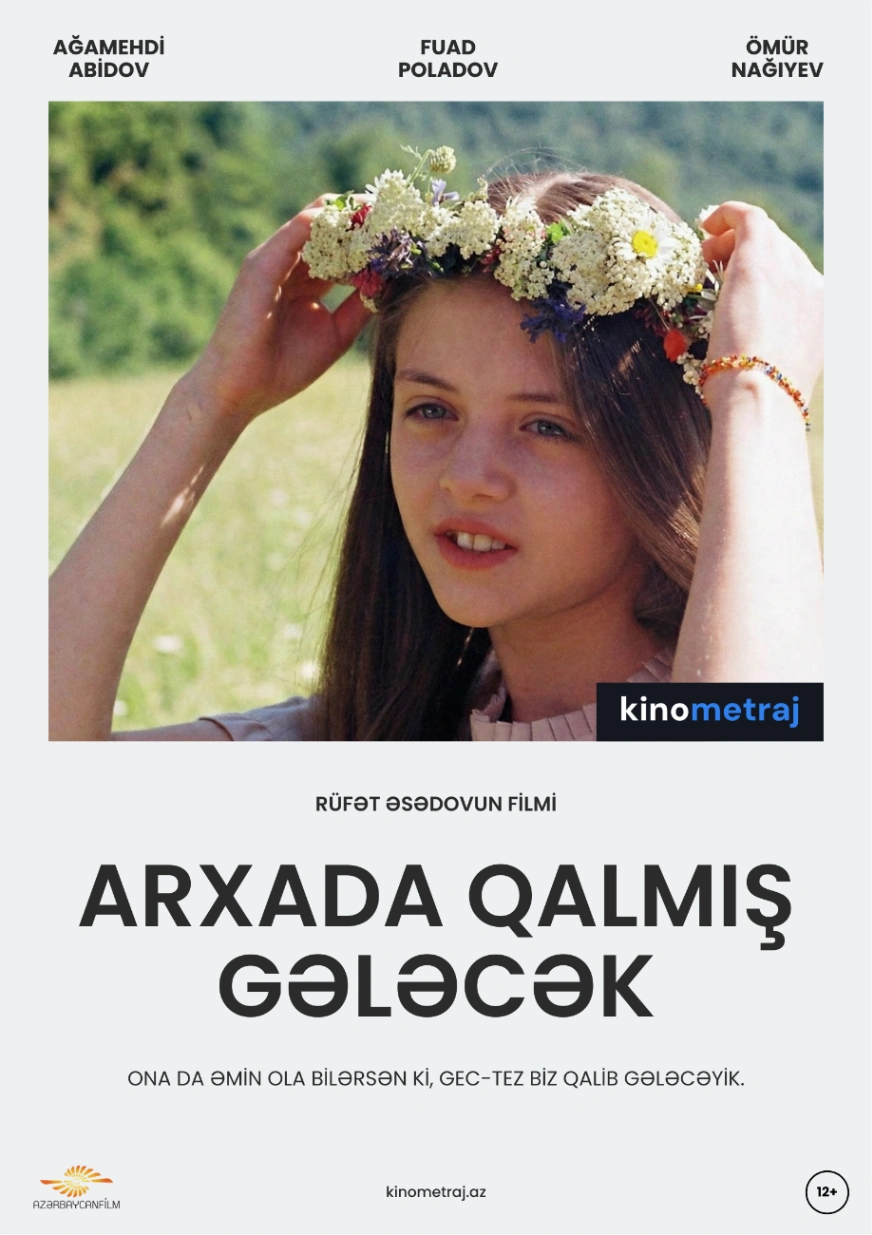 AĞAMEHDİ
ABİDOV
FUAD
POLADOV
ÖMÜR
NAĞIYEV
kinometraj
RÜFƏT ƏSƏDOVUN FİLMİ
ARXADA QALMIŞ
GƏLƏCƏK
ONA DA ƏMİN OLA BİLƏRSƏN Kİ, GEC-TEZ BİZ QALİB GƏLƏCƏYİK.
AZƏRBAYCANFİLM
kinometraj.az
12+